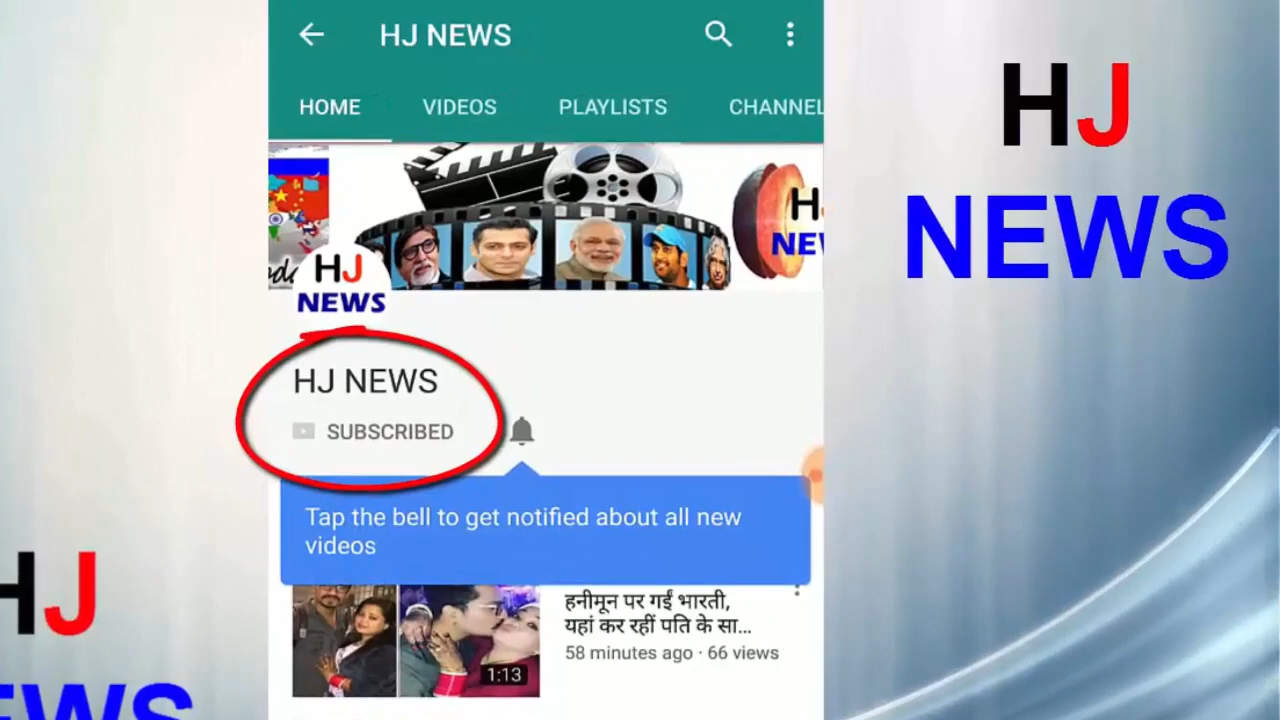 HJ NEWS
HOME VIDEOS PLAYLISTS CHANNEL
HJ
NEWS
HJ
NEWS
HJ NEWS
SUBSCRIBED
Tap the bell to get notified about all new
videos
हनीमून पर गईं भारती,
यहां कर रहीं पति के सा...
58 minutes ago · 66 views
1:13
HJ